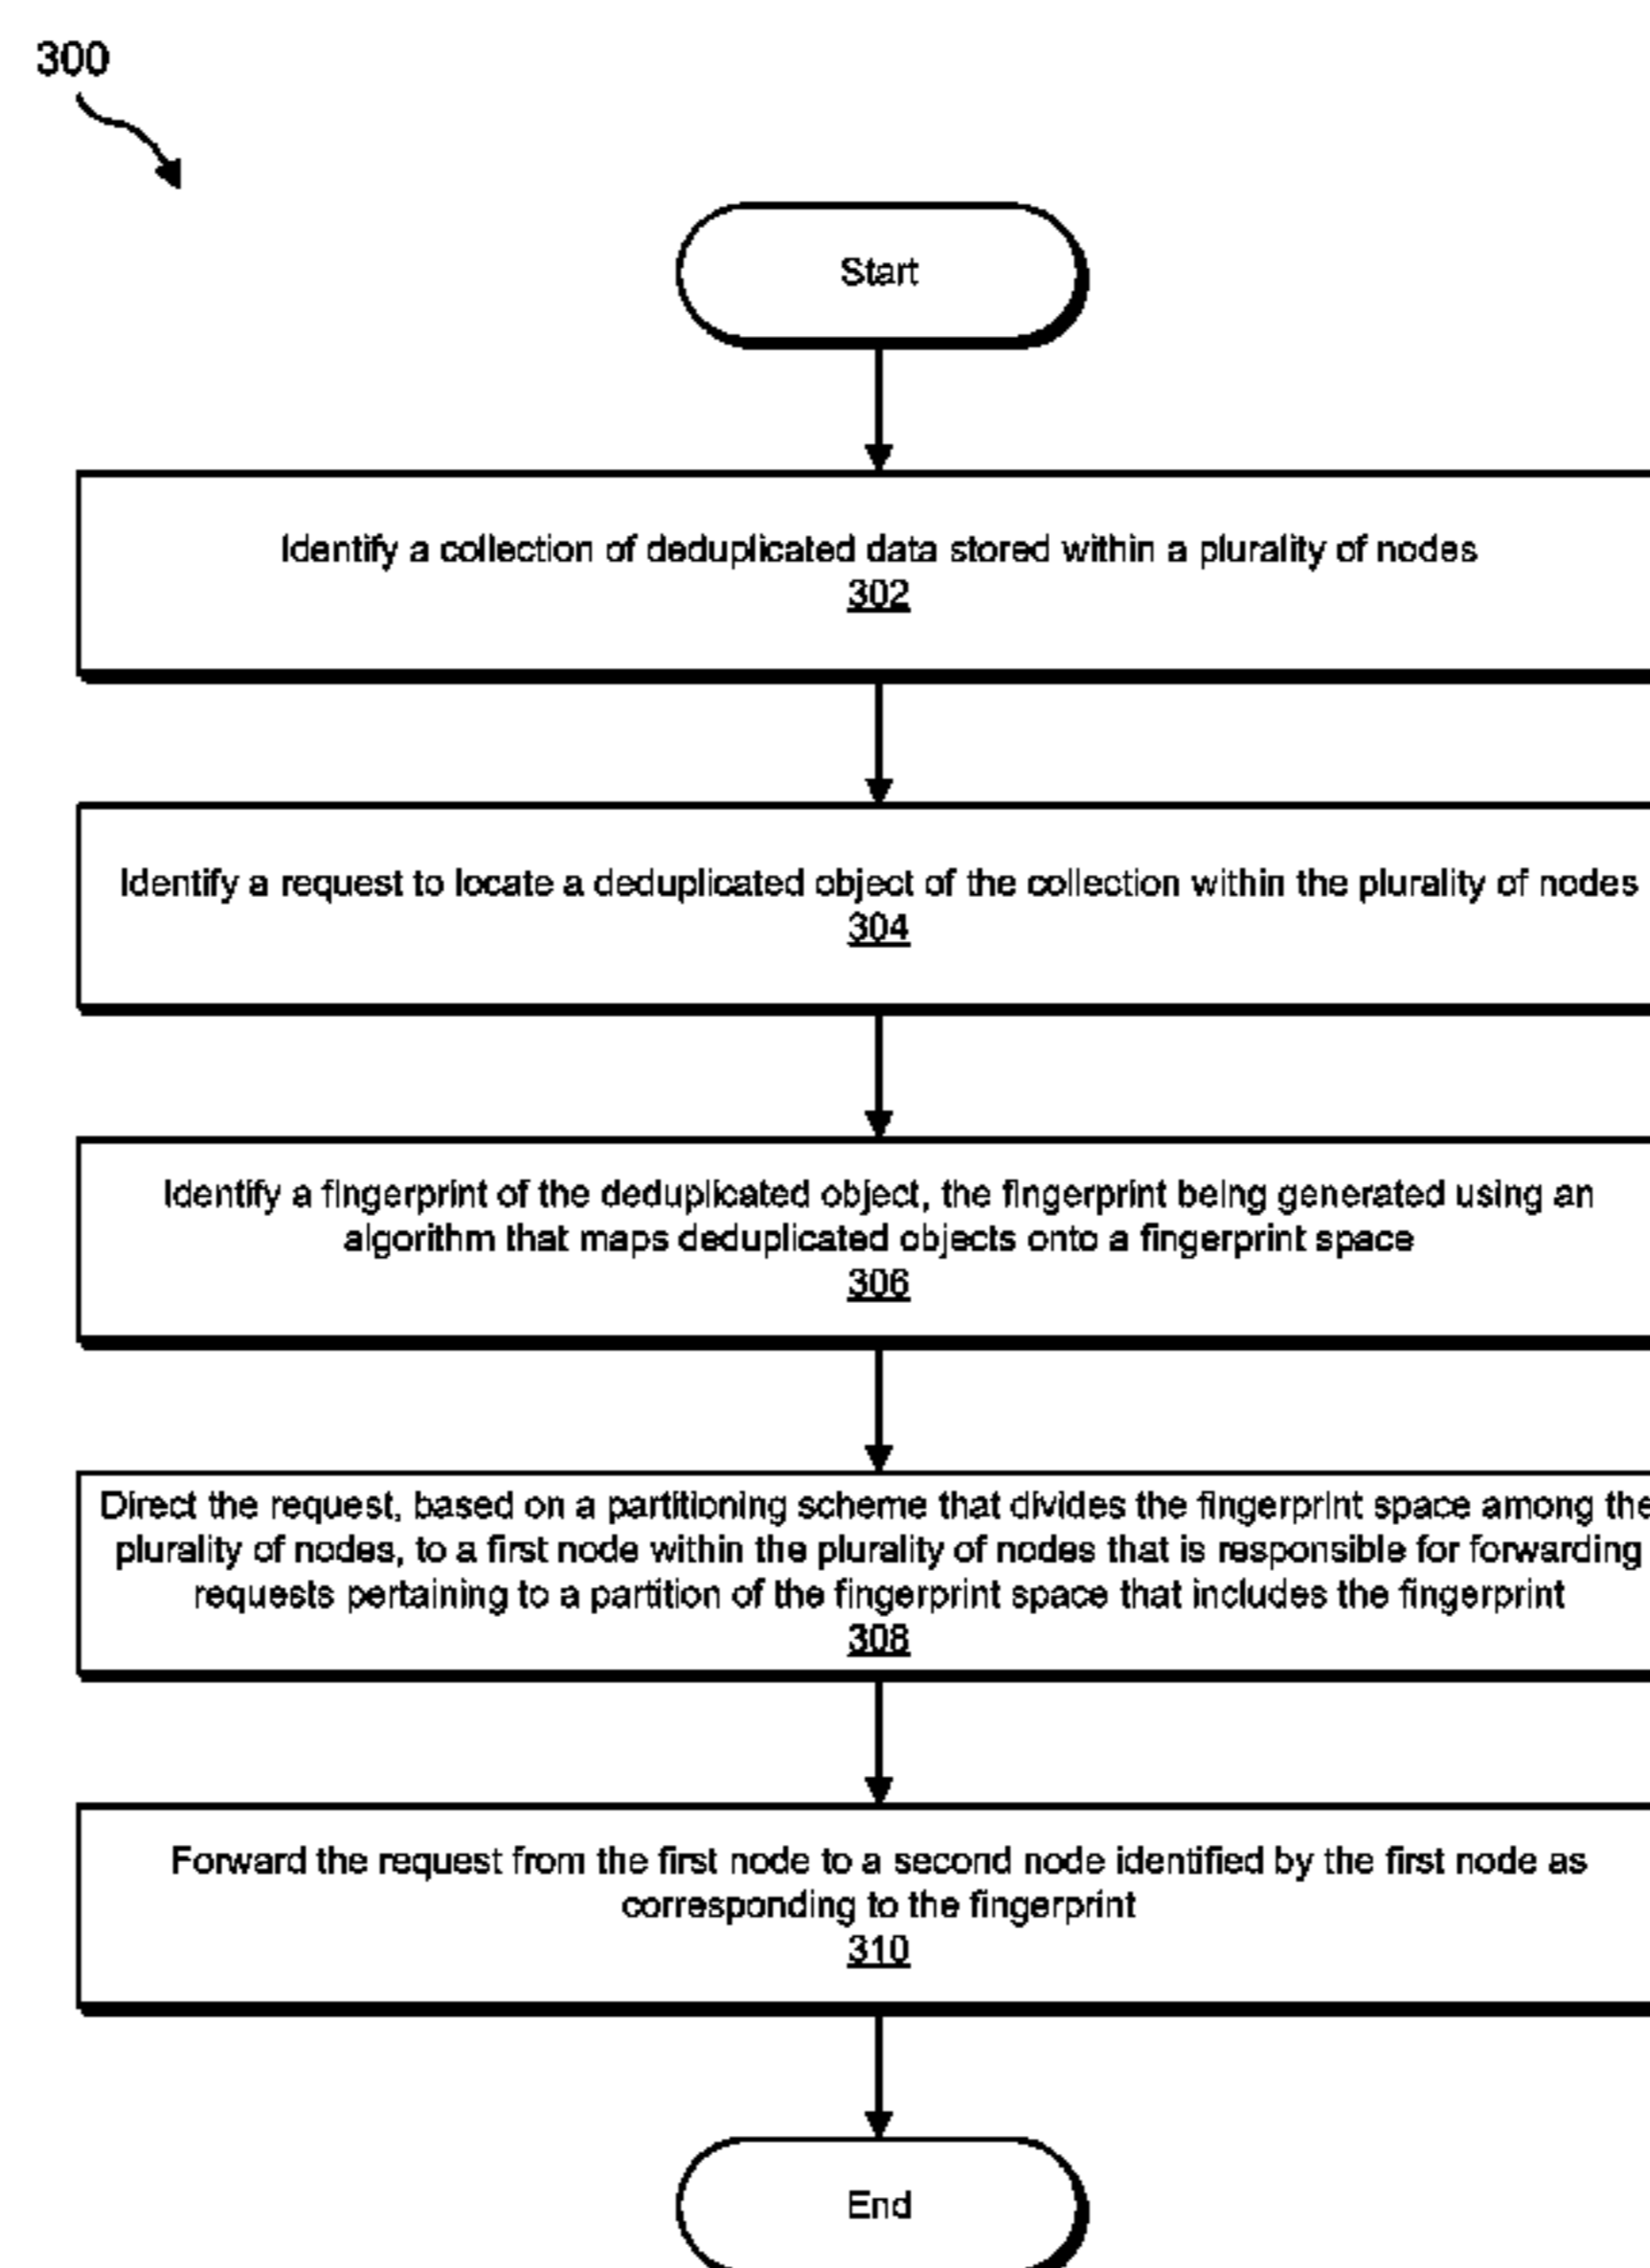 300
Start
Identify a collection of deduplicated data stored within a plurality of nodes
302
Identify a request to locate a deduplicated object of the collection within the plurality of nodes
304
Identify a fingerprint of the deduplicated object, the fingerprint being generated using an
algorithm that maps deduplicated objects onto a fingerprint space
306
Direct the request, based on a partitioning scheme that divides the fingerprint space among the
plurality of nodes, to a first node within the plurality of nodes that is responsible for forwarding
requests pertaining to a partition of the fingerprint space that includes the fingerprint
308
Forward the request from the first node to a second node identified by the first node as
corresponding to the fingerprint
310
End